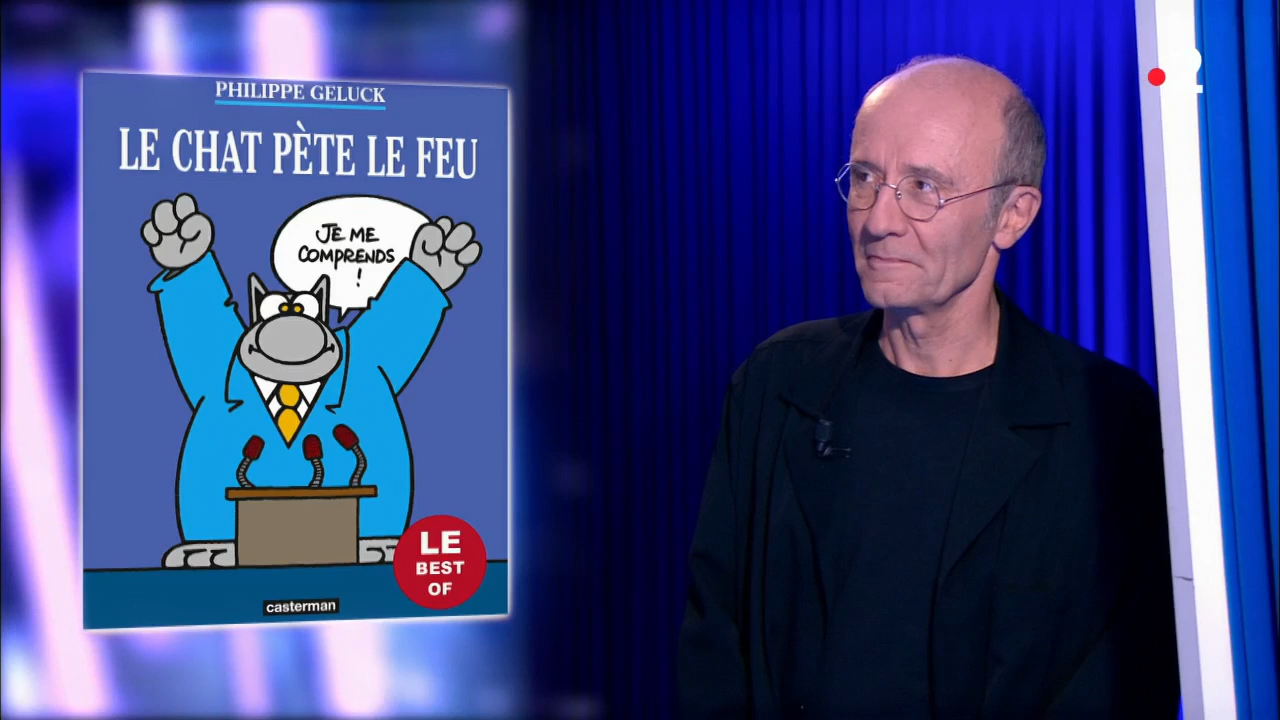 PHILIPPE GELUCK
LE CHAT PÈTE LE FEU
JE ME
COMPRENDS
!
LE
BEST
OF
casterman
2